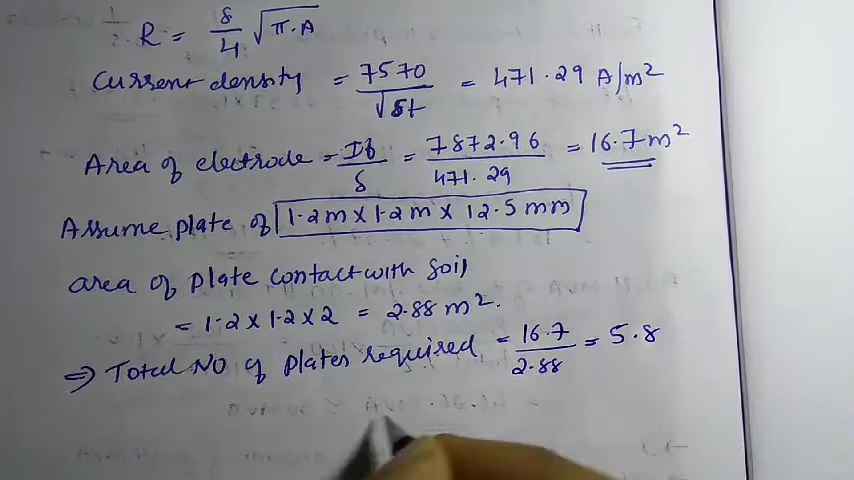 R = δ/4 √π.A
Current density = 7570/√δt = 471.29 A/m²
Area of electrode = If/δ = 7872.96/471.29 = 16.7 m²
Assume plate of 1.2m x 1.2m x 12.5 mm
area of plate contact with soil
= 1.2 x 1.2 x 2 = 2.88 m².
⇒ Total No of plates required = 16.7/2.88 = 5.8